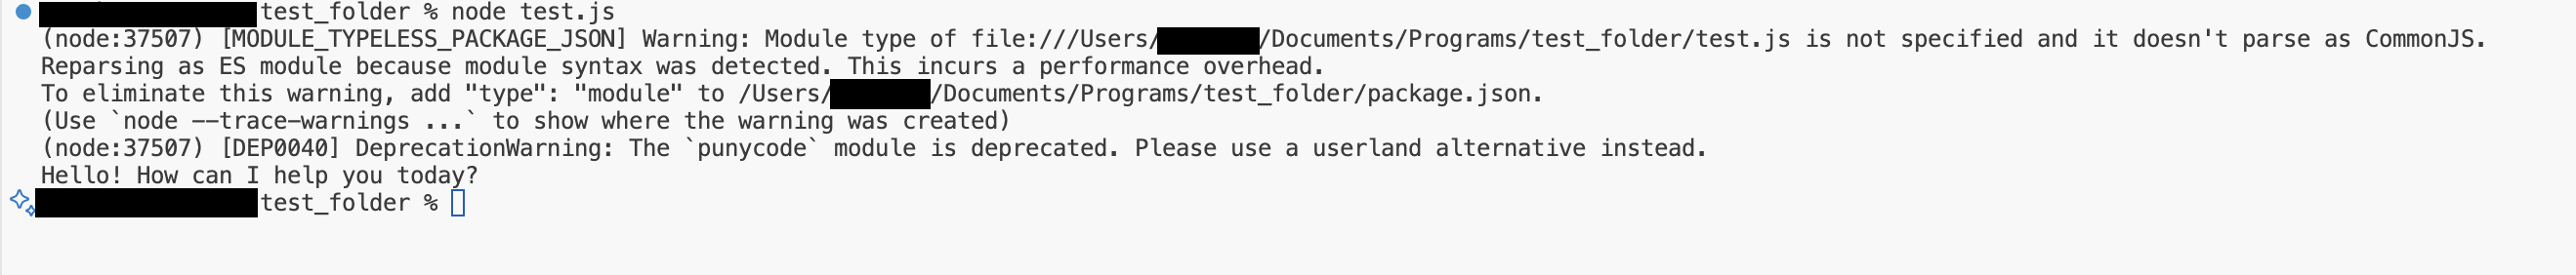 test_folder % node test.js
(node:37507) [MODULE_TYPELESS_PACKAGE_JSON] Warning: Module type of file:///Users/ /Documents/Programs/test_folder/test.js is not specified and it doesn't parse as CommonJS.
Reparsing as ES module because module syntax was detected. This incurs a performance overhead.
To eliminate this warning, add "type": "module" to /Users/ /Documents/Programs/test_folder/package.json.
(Use `node --trace-warnings ...` to show where the warning was created)
(node:37507) [DEP0040] DeprecationWarning: The `punycode` module is deprecated. Please use a userland alternative instead.
Hello! How can I help you today?
test_folder %